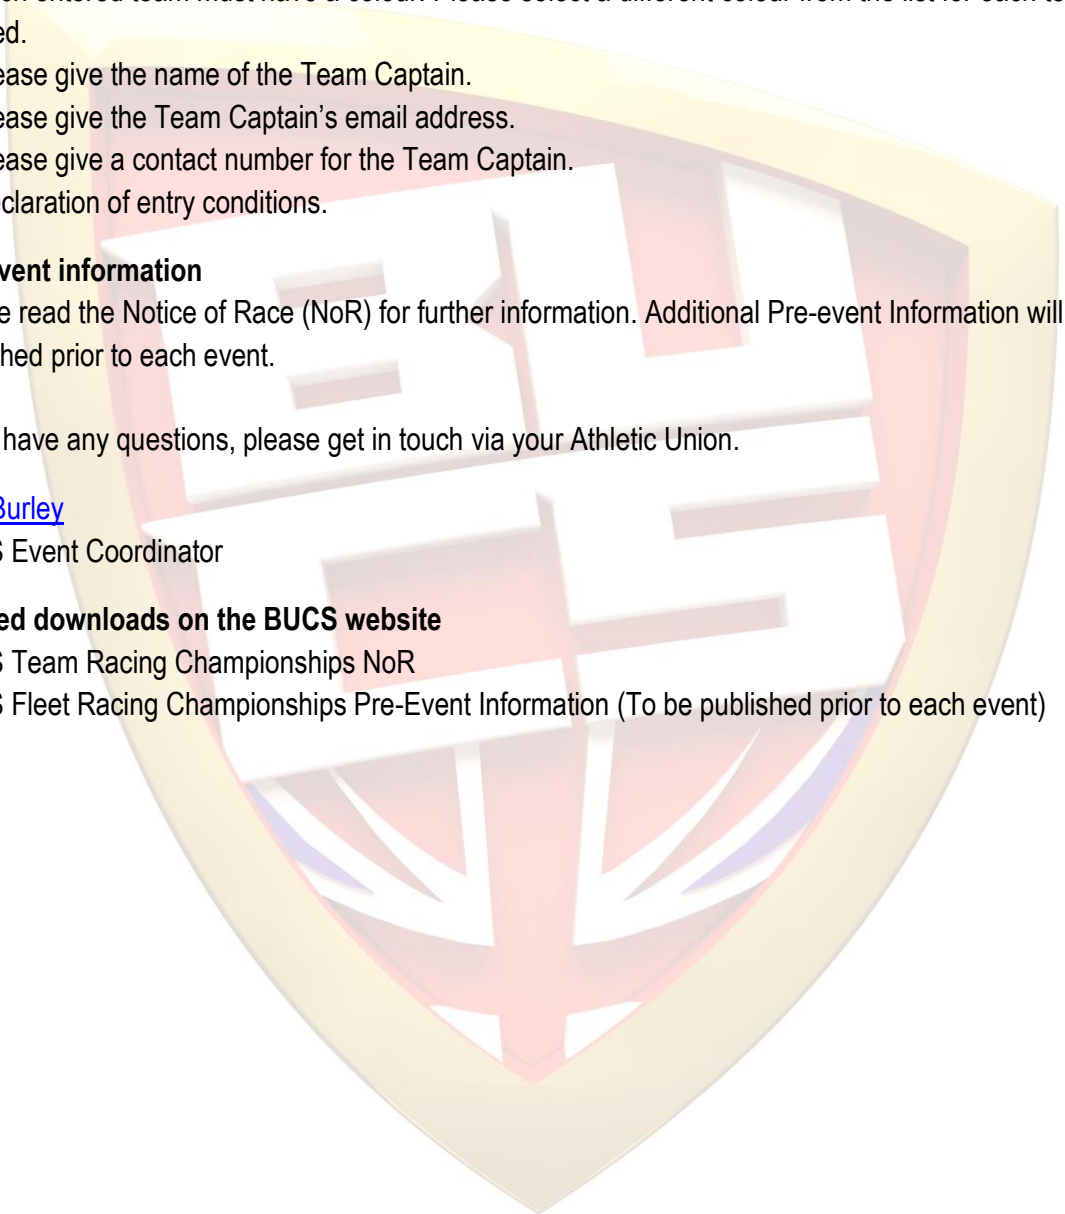 entered team must have a colour. Please select a different colour from the list for each
ed.
ease give the name of the Team Captain.
ease give the Team Captain's email address.
ease give a contact number for the Team Captain.
claration of entry conditions.
vent information
e read the Notice of Race (NoR) for further information. Additional Pre-event Information will
hed prior to each event.
have any questions, please get in touch via your Athletic Union.
Burley
S Event Coordinator
ed downloads on the BUCS website
S Team Racing Championships NoR
S Fleet Racing Championships Pre-Event Information (To be published prior to each event)
BU
CS